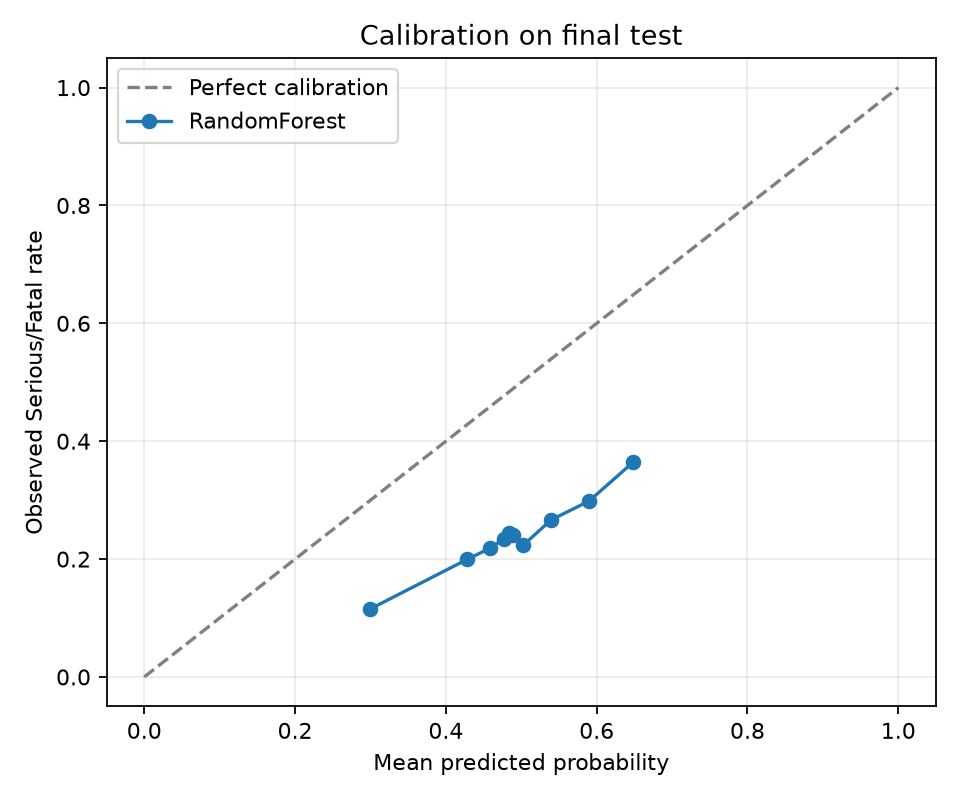 Calibration on final test
Perfect calibration
RandomForest
Observed Serious/Fatal rate
1.0
0.8
0.6
0.4
0.2
0.0
0.0 0.2 0.4 0.6 0.8 1.0
Mean predicted probability